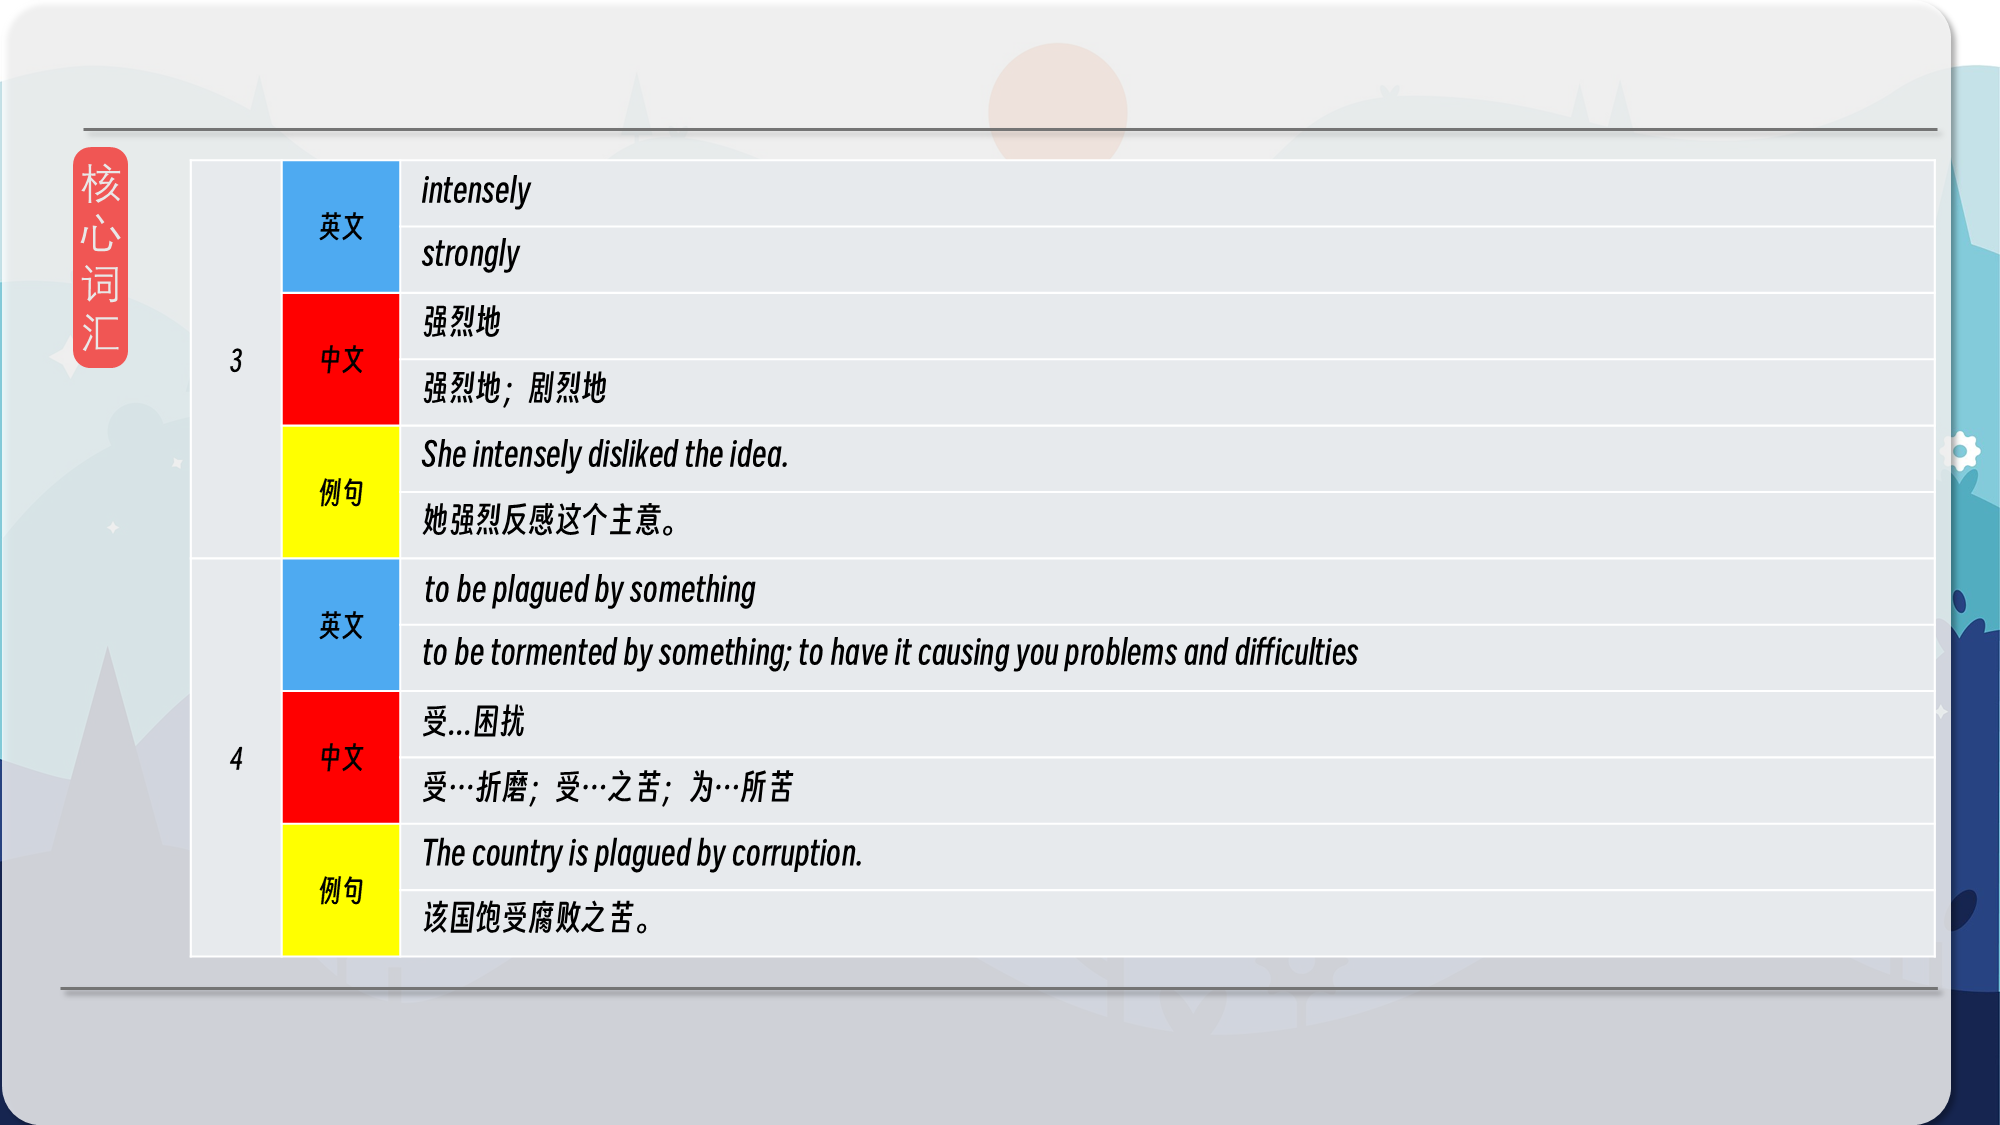 核心词汇
3
英文
intensely
strongly
中文
强烈地
强烈地；剧烈地
例句
She intensely disliked the idea.
她强烈反感这个主意。
4
英文
to be plagued by something
to be tormented by something; to have it causing you problems and difficulties
中文
受...困扰
受…折磨；受…之苦；为…所苦
例句
The country is plagued by corruption.
该国饱受腐败之苦。